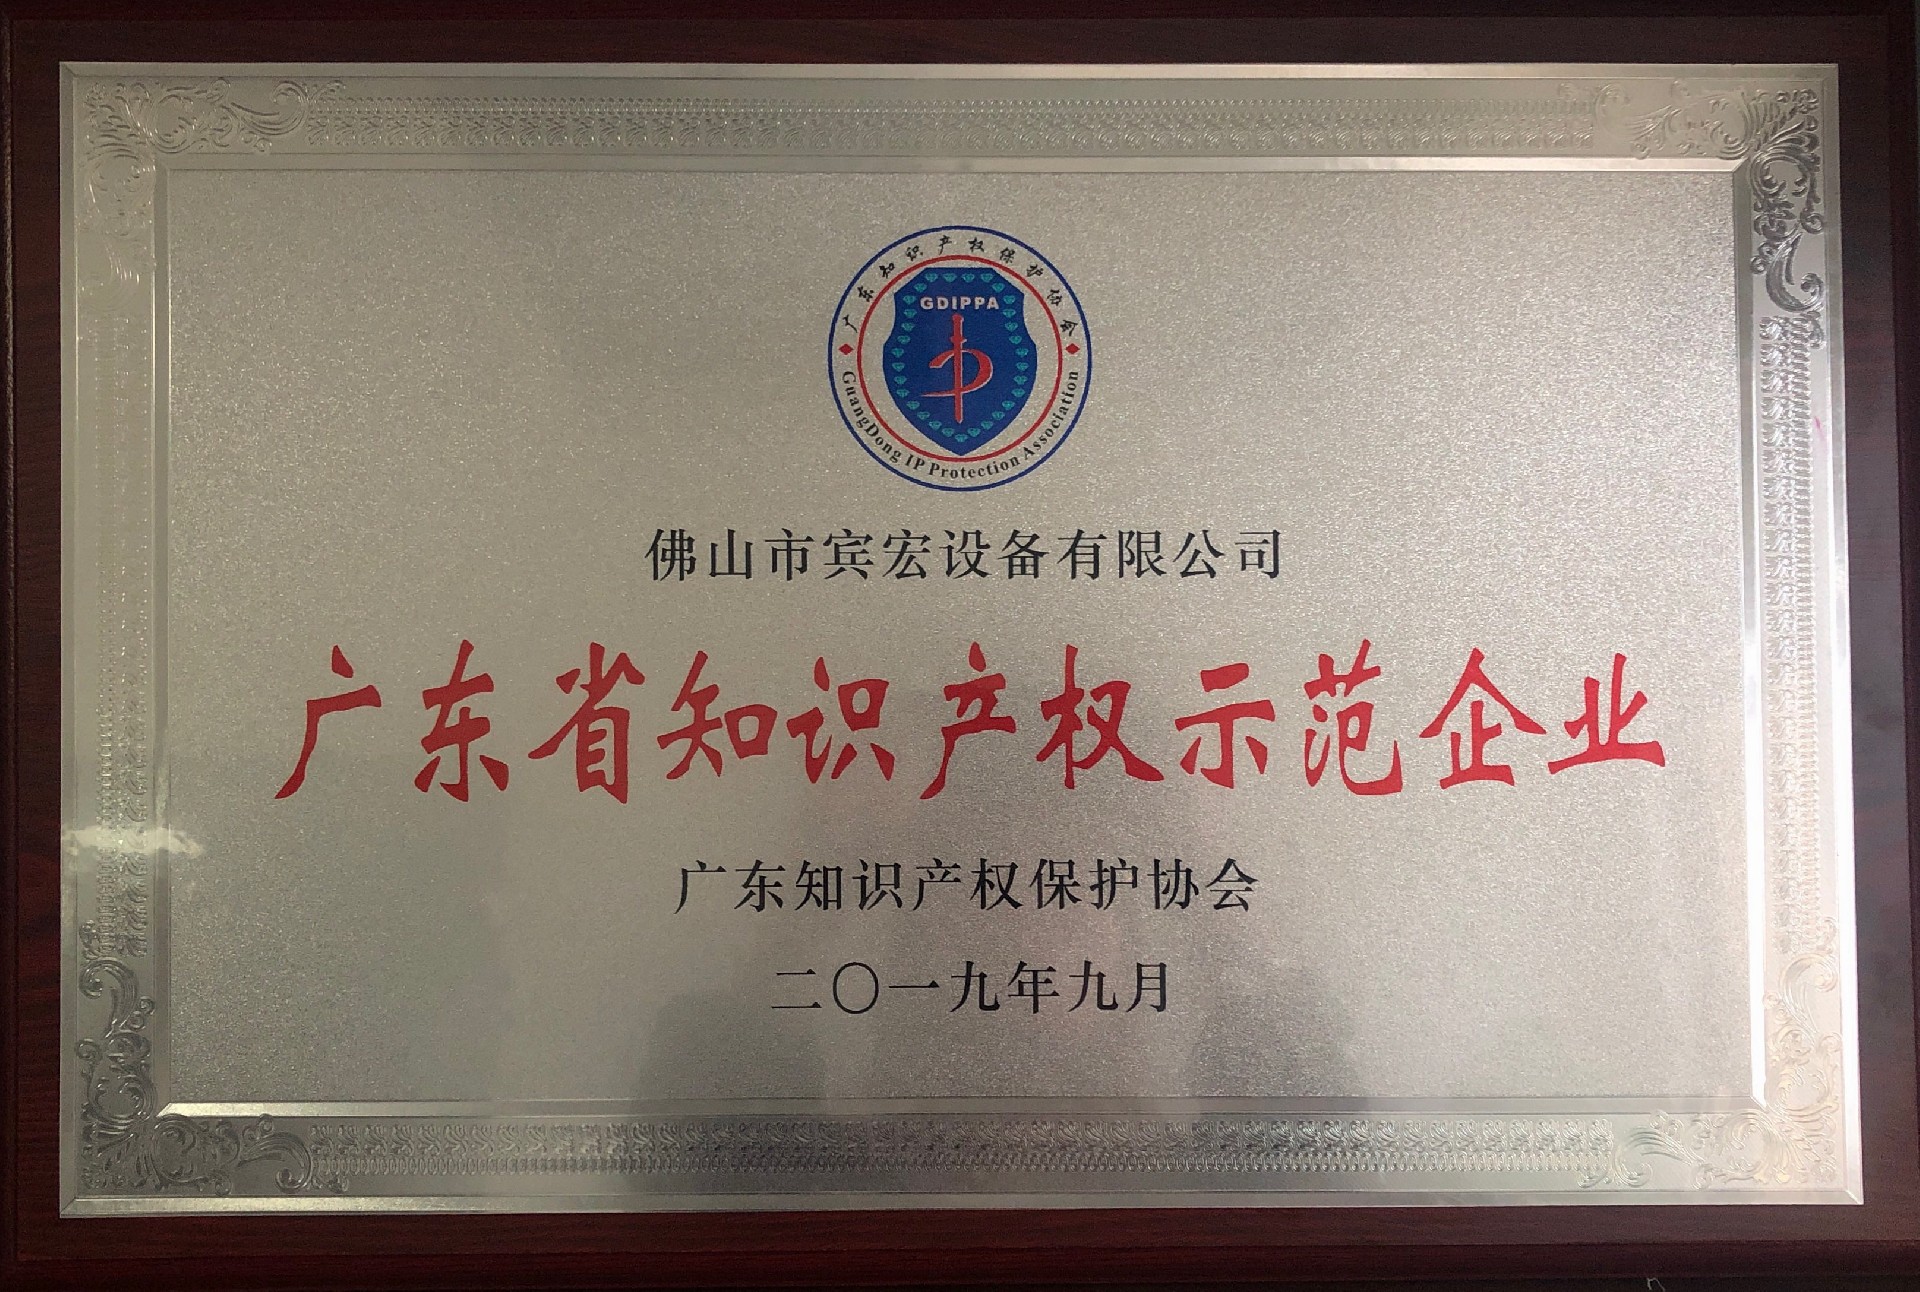 广东知识产权保护协会
GDIPPA
GuangDong IP Protection Association
佛山市宾宏设备有限公司
广东省知识产权示范企业
广东知识产权保护协会
二〇一九年九月